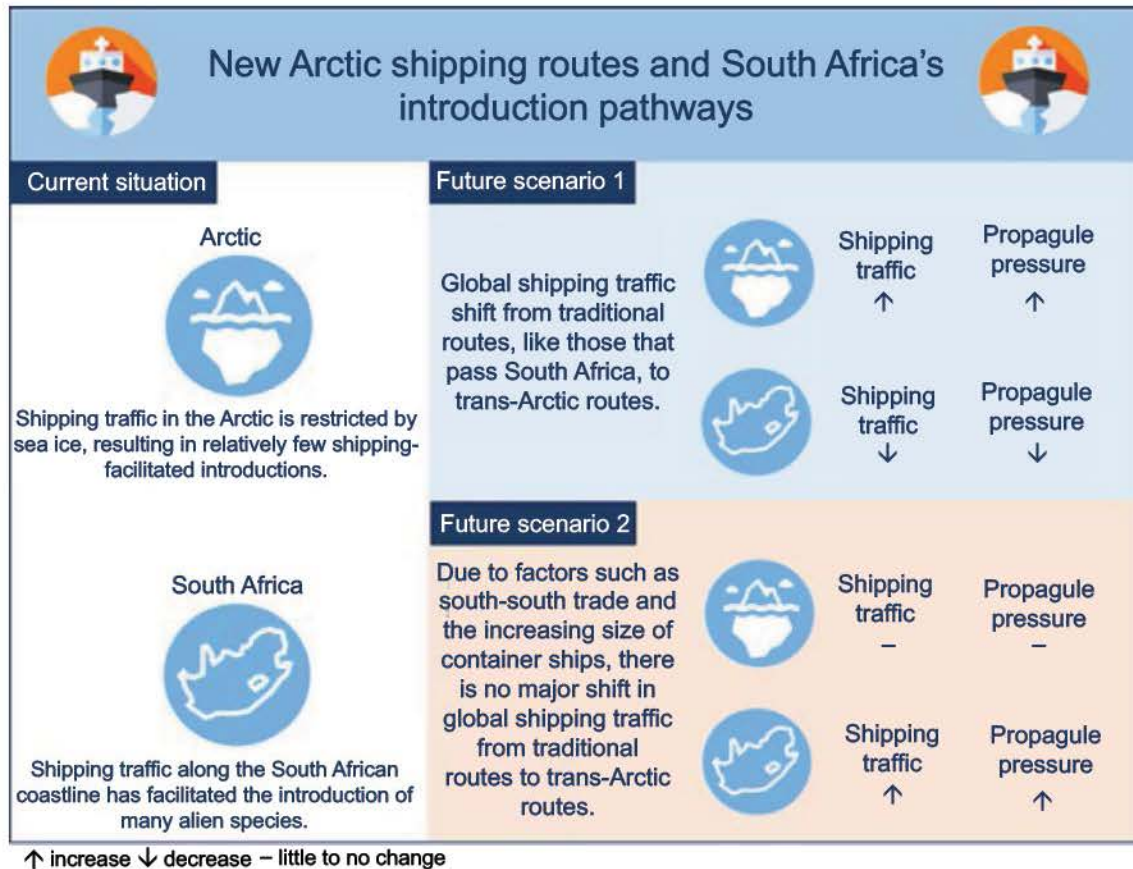 New Arctic shipping routes and South Africa's
introduction pathways
Current situation
Arctic
Shipping traffic in the Arctic is restricted by
sea ice, resulting in relatively few shipping-
facilitated introductions.
South Africa
Shipping traffic along the South African
coastline has facilitated the introduction of
many alien species.
Future scenario 1
Global shipping traffic
shift from traditional
routes, like those that
pass South Africa, to
trans-Arctic routes.
Shipping
traffic
↑
Propagule
pressure
↑
Shipping
traffic
↓
Propagule
pressure
↓
Future scenario 2
Due to factors such as
south-south trade and
the increasing size of
container ships, there
is no major shift in
global shipping traffic
from traditional
routes to trans-Arctic
routes.
Shipping
traffic
–
Propagule
pressure
–
Shipping
traffic
↑
Propagule
pressure
↑
↑ increase ↓ decrease – little to no change